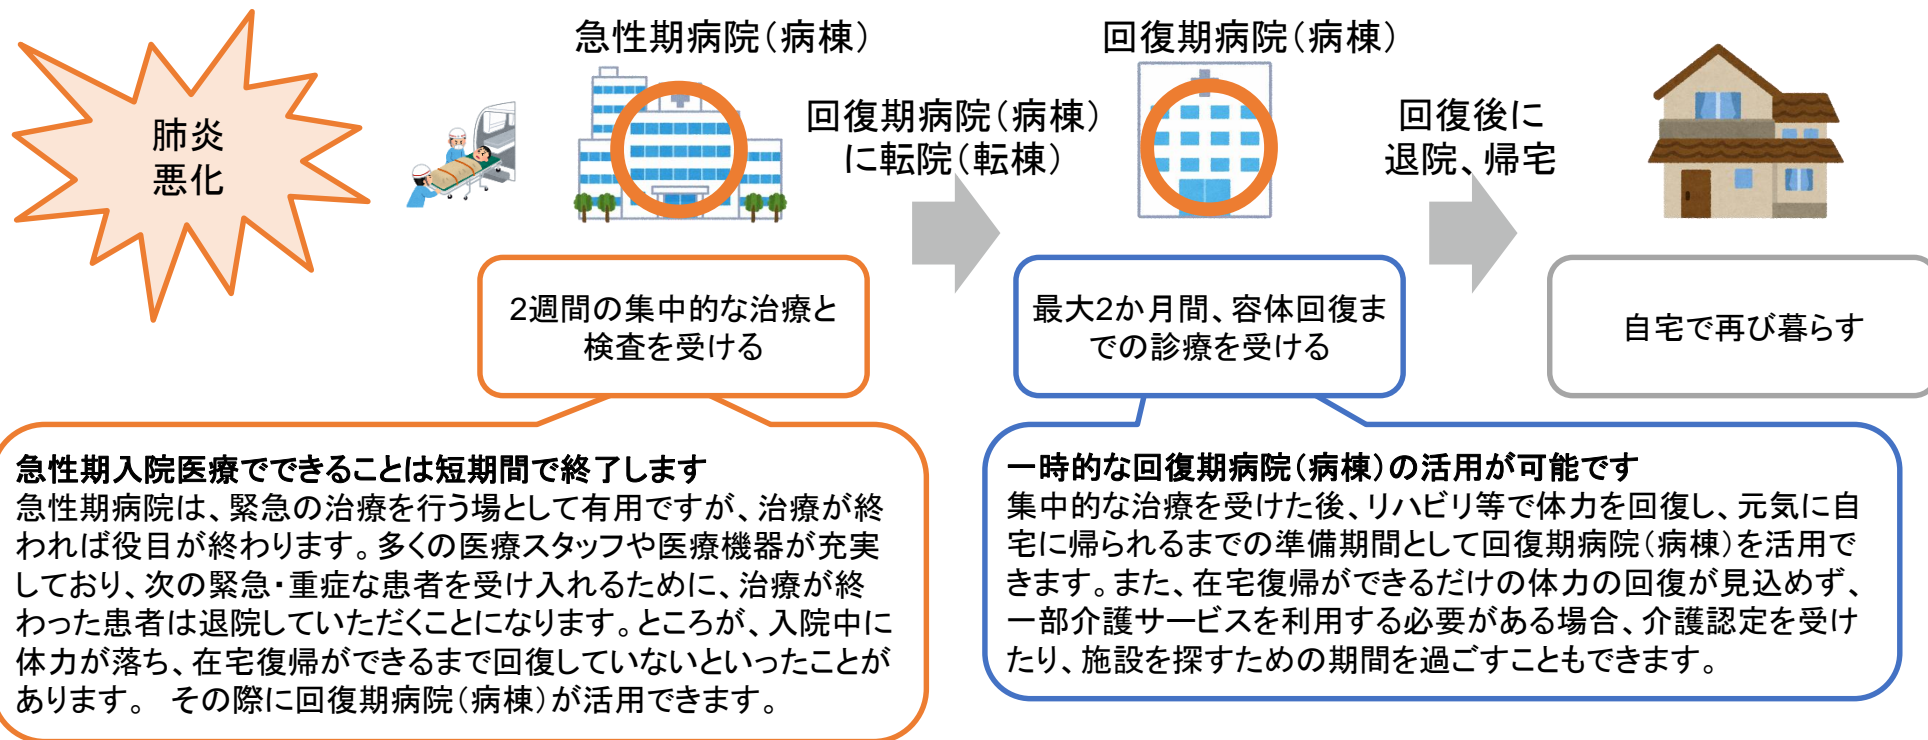 肺炎
悪化
急性期病院(病棟)
回復期病院(病棟)
に転院(転棟)
回復期病院(病棟)
回復後に
退院、帰宅
2週間の集中的な治療と
検査を受ける
最大2か月間、容体回復ま
での診療を受ける
自宅で再び暮らす
急性期入院医療でできることは短期間で終了します
急性期病院は、緊急の治療を行う場として有用ですが、治療が終
われば役目が終わります。多くの医療スタッフや医療機器が充実
しており、次の緊急・重症な患者を受け入れるために、治療が終
わった患者は退院していただくことになります。ところが、入院中に
体力が落ち、在宅復帰ができるまで回復していないといったことが
あります。 その際に回復期病院(病棟)が活用できます。
一時的な回復期病院(病棟)の活用が可能です
集中的な治療を受けた後、リハビリ等で体力を回復し、元気に自
宅に帰られるまでの準備期間として回復期病院(病棟)を活用で
きます。また、在宅復帰ができるだけの体力の回復が見込めず、
一部介護サービスを利用する必要がある場合、介護認定を受け
たり、施設を探すための期間を過ごすこともできます。